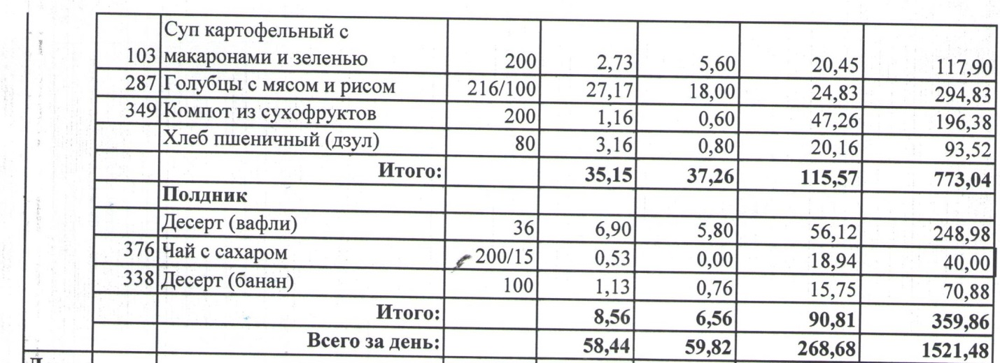 Суп картофельный с
103 макаронами и зеленью 200 2,73 5,60 20,45 117,90
287 Голубцы с мясом и рисом 216/100 27,17 18,00 24,83 294,83
349 Компот из сухофруктов 200 1,16 0,60 47,26 196,38
Хлеб пшеничный (дзул) 80 3,16 0,80 20,16 93,52
Итого: 35,15 37,26 115,57 773,04
Полдник
Десерт (вафли) 36 6,90 5,80 56,12 248,98
376 Чай с сахаром 200/15 0,53 0,00 18,94 40,00
338 Десерт (банан) 100 1,13 0,76 15,75 70,88
Итого: 8,56 6,56 90,81 359,86
Всего за день: 58,44 59,82 268,68 1521,48